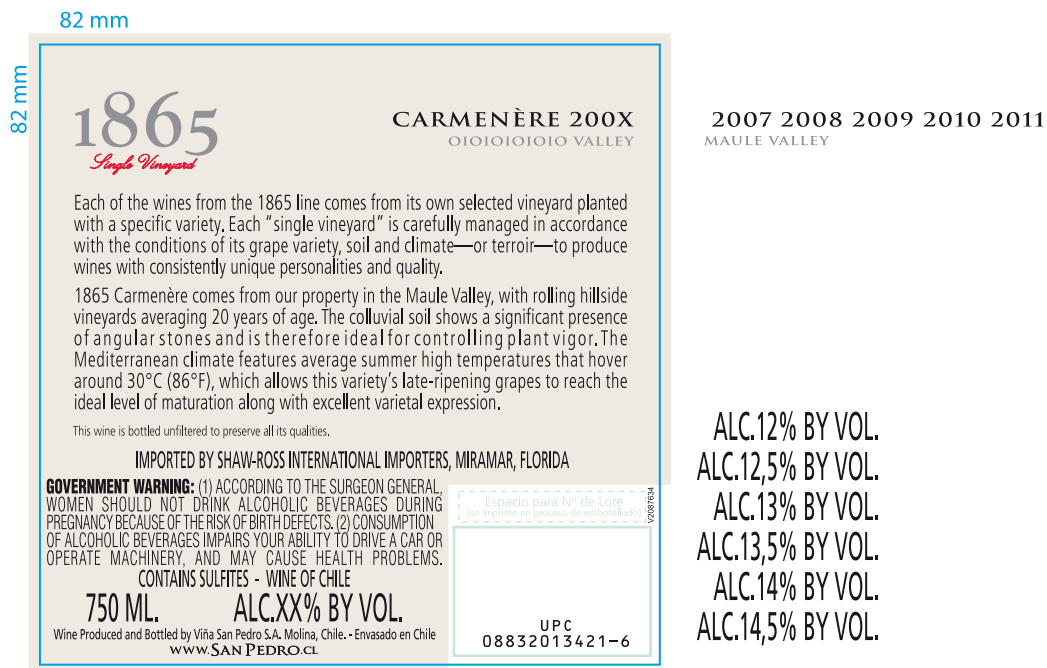 82 mm
82 mm
1865
Single Vineyard
CARMENÈRE 200X
OIOIOIOIOIO VALLEY
2007 2008 2009 2010 2011
MAULE VALLEY
Each of the wines from the 1865 line comes from its own selected vineyard planted
with a specific variety. Each “single vineyard” is carefully managed in accordance
with the conditions of its grape variety, soil and climate—or terroir—to produce
wines with consistently unique personalities and quality.
1865 Carmenère comes from our property in the Maule Valley, with rolling hillside
vineyards averaging 20 years of age. The colluvial soil shows a significant presence
of angular stones and is therefore ideal for controlling plant vigor. The
Mediterranean climate features average summer high temperatures that hover
around 30°C (86°F), which allows this variety’s late-ripening grapes to reach the
ideal level of maturation along with excellent varietal expression.
This wine is bottled unfiltered to preserve all its qualities.
IMPORTED BY SHAW-ROSS INTERNATIONAL IMPORTERS, MIRAMAR, FLORIDA
GOVERNMENT WARNING: (1) ACCORDING TO THE SURGEON GENERAL,
WOMEN SHOULD NOT DRINK ALCOHOLIC BEVERAGES DURING
PREGNANCY BECAUSE OF THE RISK OF BIRTH DEFECTS. (2) CONSUMPTION
OF ALCOHOLIC BEVERAGES IMPAIRS YOUR ABILITY TO DRIVE A CAR OR
OPERATE MACHINERY, AND MAY CAUSE HEALTH PROBLEMS.
CONTAINS SULFITES - WINE OF CHILE
750 ML. ALC.XX% BY VOL.
Wine Produced and Bottled by Viña San Pedro S.A. Molina, Chile. - Envasado en Chile
WWW.SANPEDRO.CL
Espacio para Nº de Lote
(se imprime en proceso de embotellado)
V2087634
UPC
08832013421-6
ALC.12% BY VOL.
ALC.12,5% BY VOL.
ALC.13% BY VOL.
ALC.13,5% BY VOL.
ALC.14% BY VOL.
ALC.14,5% BY VOL.